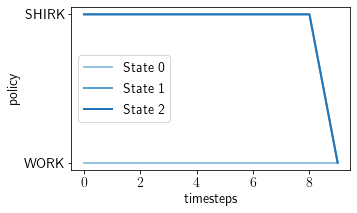 SHIRK
policy
State 0
State 1
State 2
WORK
0 2 4 6 8
timesteps